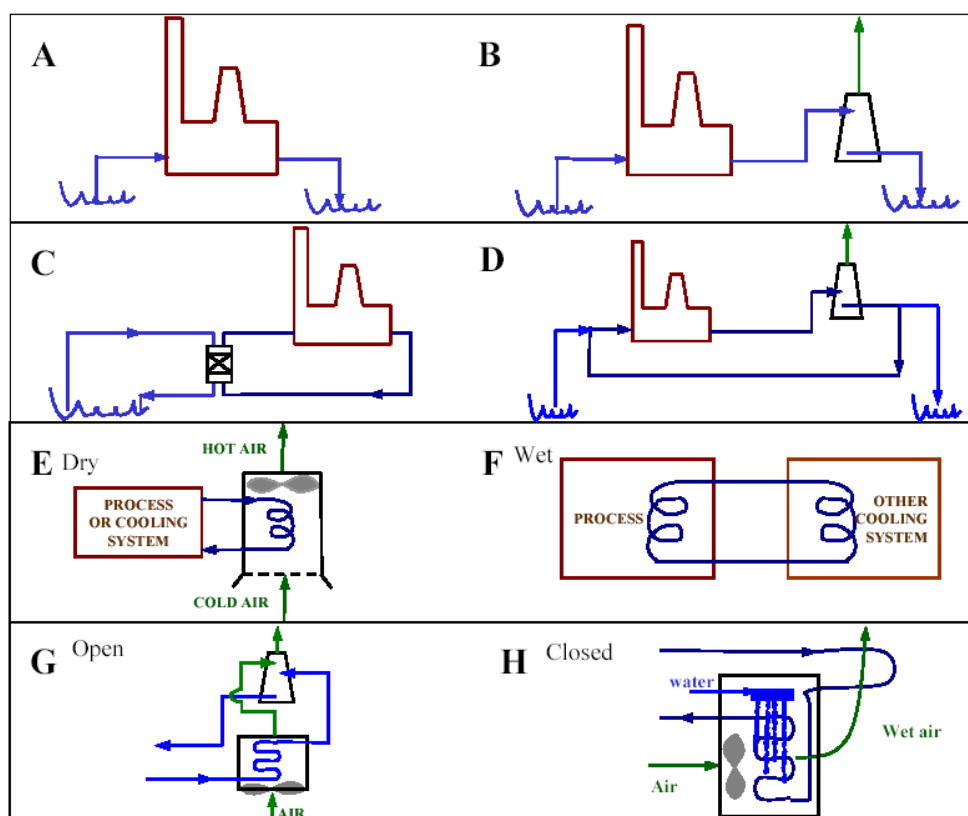 A
B
C
D
E Dry
HOT AIR
PROCESS
OR COOLING
SYSTEM
COLD AIR
F Wet
PROCESS
OTHER
COOLING
SYSTEM
G Open
AIR
H Closed
water
Wet air
Air